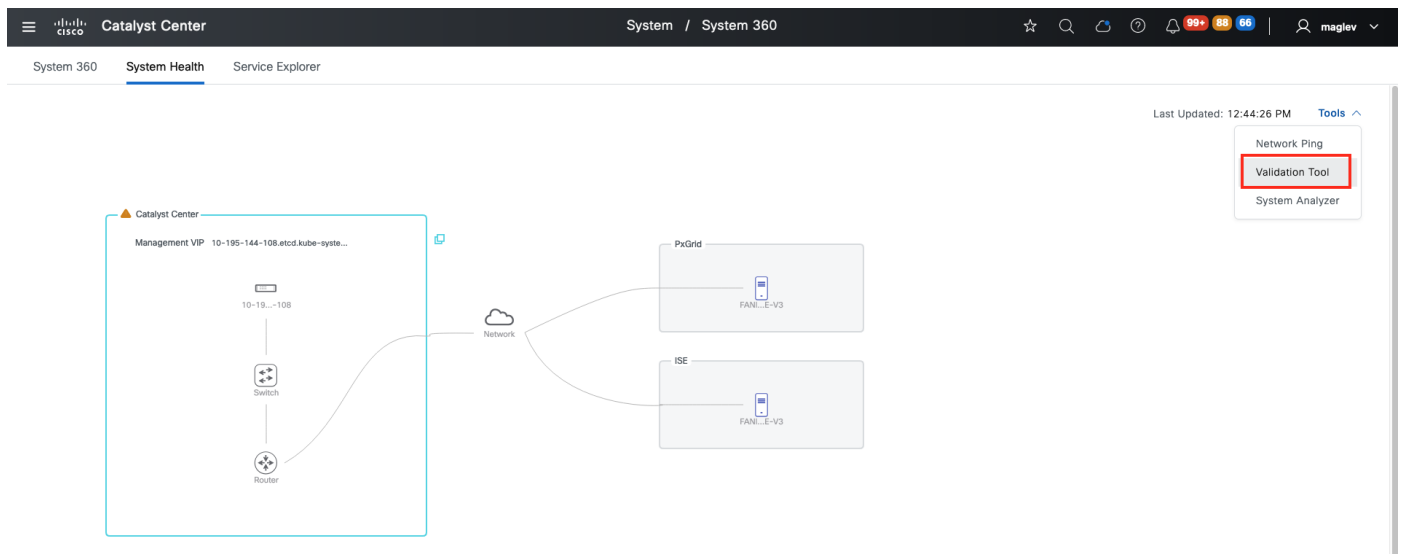 cisco Catalyst Center
System / System 360
99+ 88 66
maglev
System 360 System Health Service Explorer
Last Updated: 12:44:26 PM Tools
Network Ping
Validation Tool
System Analyzer
Catalyst Center
Management VIP 10-195-144-108.etcd.kube-syste...
10-19...-108
Switch
Router
Network
PxGrid
FANI...E-V3
ISE
FANI...E-V3